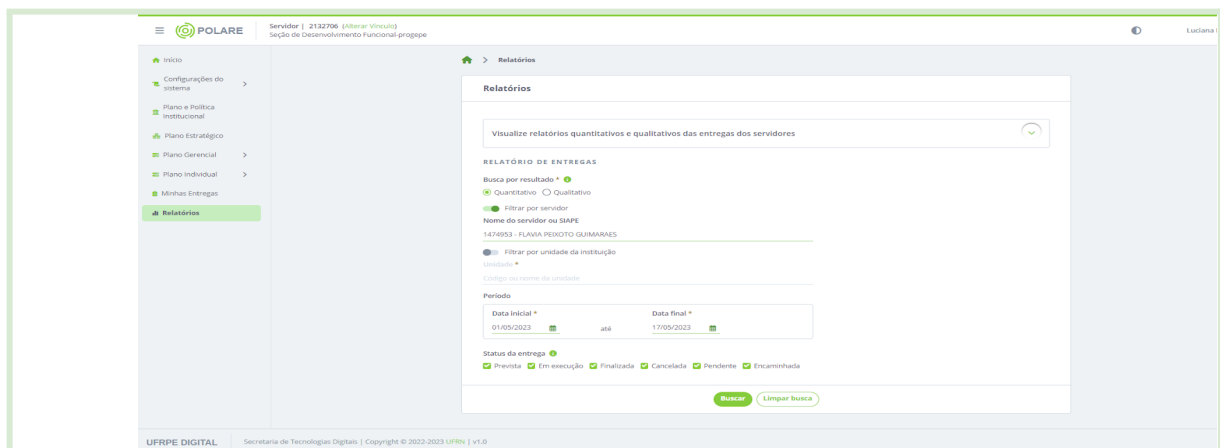 POLARE
Servidor | 2132706 (Alterar Vínculo)
Seção de Desenvolvimento Funcional-progepe
Luciana
Início
Configurações do
sistema
Plano e Política
Institucional
Plano Estratégico
Plano Gerencial
Plano Individual
Minhas Entregas
Relatórios
> Relatórios
Relatórios
Visualize relatórios quantitativos e qualitativos das entregas dos servidores
RELATÓRIO DE ENTREGAS
Busca por resultado *
Quantitativo Qualitativo
Filtrar por servidor
Nome do servidor ou SIAPE
1474953 - FLAVIA PEIXOTO GUIMARAES
Filtrar por unidade da instituição
Unidade *
Código ou nome da unidade
Período
Data inicial * Data final *
01/05/2023 até 17/05/2023
Status da entrega
Prevista Em execução Finalizada Cancelada Pendente Encaminhada
Buscar Limpar busca
UFRPE DIGITAL Secretaria de Tecnologias Digitais | Copyright © 2022-2023 UFRN | v1.0